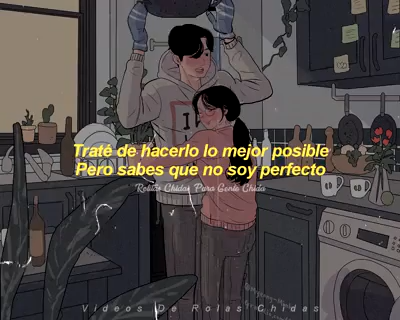 Traté de hacerlo lo mejor posible
Pero sabes que no soy perfecto
Rolitas Chidas Para Gente Chida
Videos De Rolas Chidas